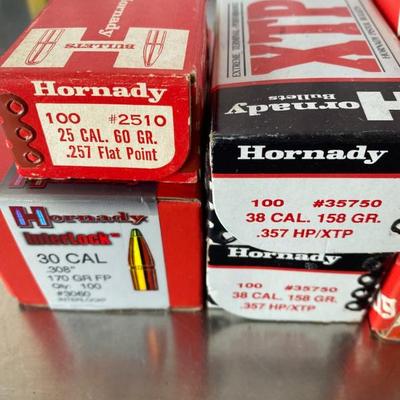 Hornady
BULLETS
Hornady
100 #2510
25 CAL. 60 GR.
.257 Flat Point
Hornady
InterLock™
30 CAL
.308"
170 GR FP
Qty: 100
#3060
INTERLOCK®
XTP
EXTREME TERMINAL PERFORMANCE
Hornady
Bullets
Hornady
100 #35750
38 CAL. 158 GR.
.357 HP/XTP
Hornady
100 #35750
38 CAL. 158 GR.
.357 HP/XTP